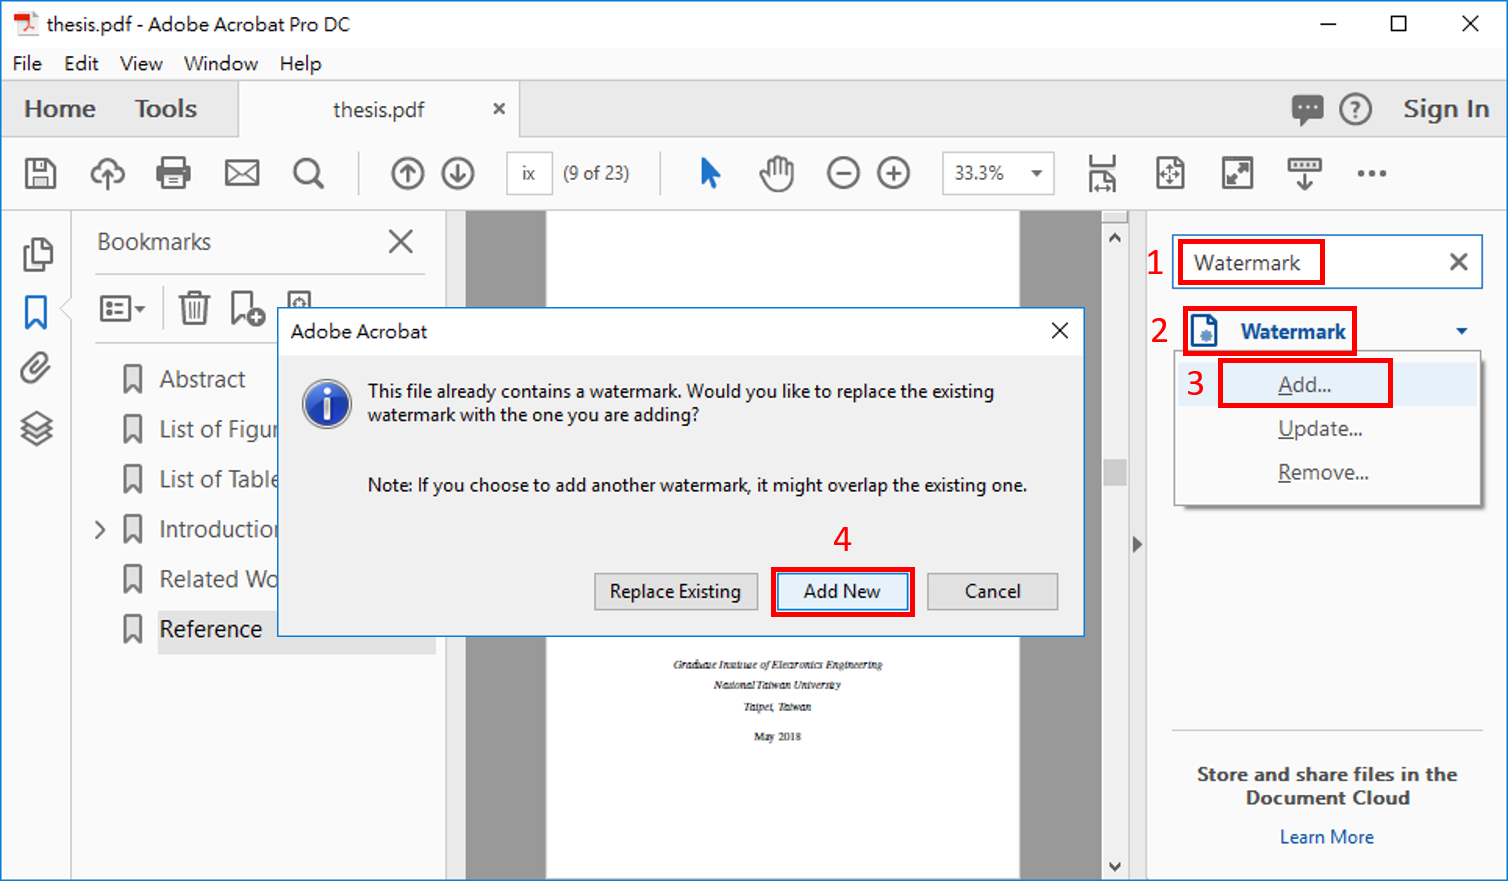 thesis.pdf - Adobe Acrobat Pro DC
File Edit View Window Help
Home Tools thesis.pdf Sign In
ix (9 of 23) 33.3%
Bookmarks
Abstract
List of Figur
List of Table
Introduction
Related Wo
Reference
Adobe Acrobat
This file already contains a watermark. Would you like to replace the existing
watermark with the one you are adding?
Note: If you choose to add another watermark, it might overlap the existing one.
4
Replace Existing Add New Cancel
Graduate Institute of Electronics Engineering
National Taiwan University
Taipei, Taiwan
May 2018
1 Watermark
2 Watermark
3 Add...
Update...
Remove...
Store and share files in the
Document Cloud
Learn More